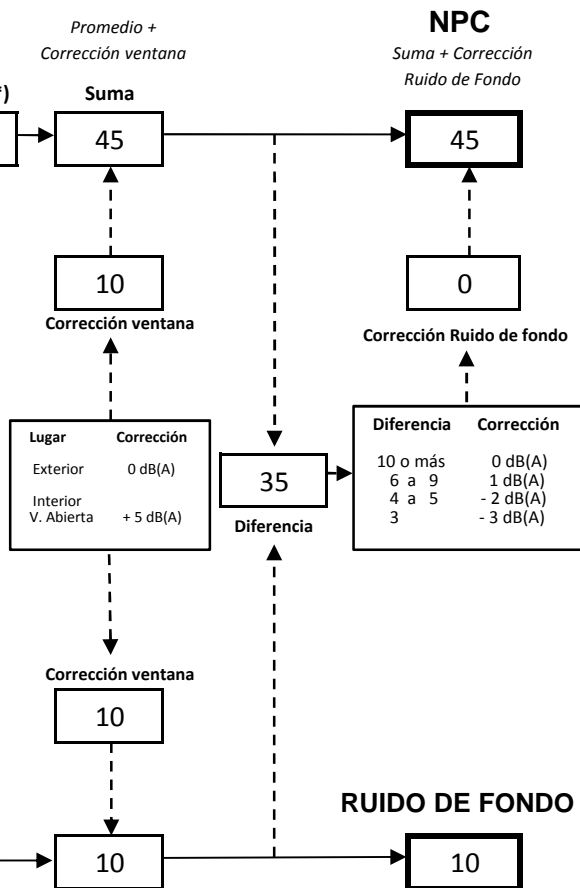 Promedio +
Corrección ventana
NPC
Suma + Corrección
Ruido de Fondo
*)
Suma
45
45
10
0
Corrección ventana
Corrección Ruido de fondo
Lugar Corrección
Exterior 0 dB(A)
Interior
V. Abierta + 5 dB(A)
35
Diferencia
Diferencia Corrección
10 o más 0 dB(A)
6 a 9 1 dB(A)
4 a 5 - 2 dB(A)
3 - 3 dB(A)
Corrección ventana
10
RUIDO DE FONDO
10
10